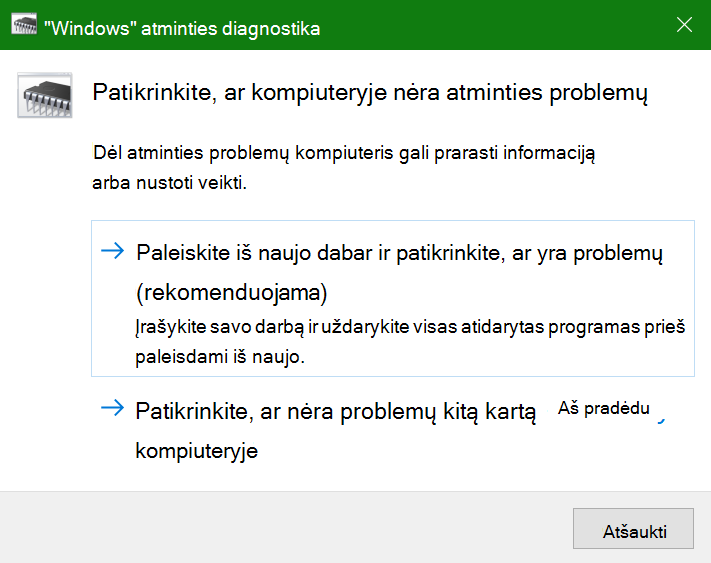 "Windows" atminties diagnostika
Patikrinkite, ar kompiuteryje nėra atminties problemų
Dėl atminties problemų kompiuteris gali prarasti informaciją
arba nustoti veikti.
Paleiskite iš naujo dabar ir patikrinkite, ar yra problemų
(rekomenduojama)
Įrašykite savo darbą ir uždarykite visas atidarytas programas prieš
paleisdami iš naujo.
Patikrinkite, ar nėra problemų kitą kartą Aš pradėdu
kompiuteryje
Atšaukti